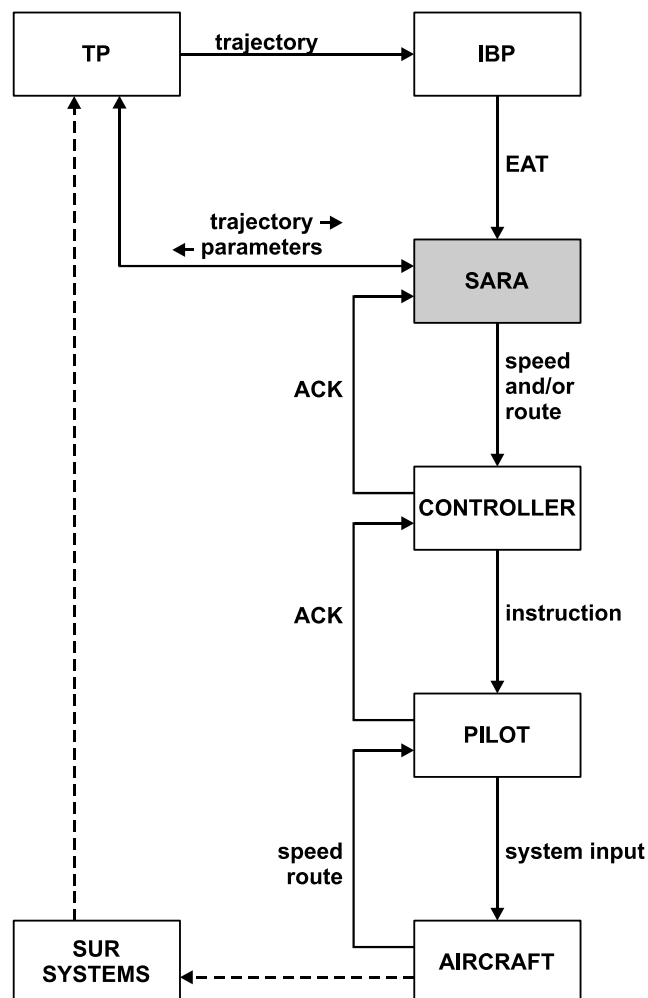 TP
trajectory
IBP
EAT
trajectory →
← parameters
SARA
ACK
speed
and/or
route
CONTROLLER
ACK
instruction
PILOT
speed
route
system input
SUR
SYSTEMS
AIRCRAFT